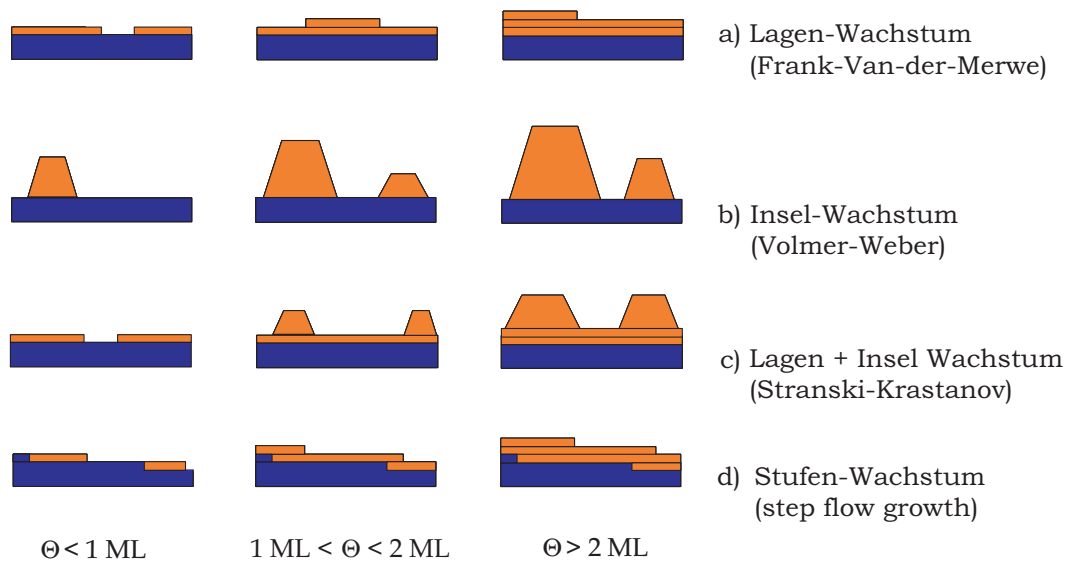 a) Lagen-Wachstum
(Frank-Van-der-Merwe)
b) Insel-Wachstum
(Volmer-Weber)
c) Lagen + Insel Wachstum
(Stranski-Krastanov)
d) Stufen-Wachstum
(step flow growth)
Θ < 1 ML
1 ML < Θ < 2 ML
Θ > 2 ML